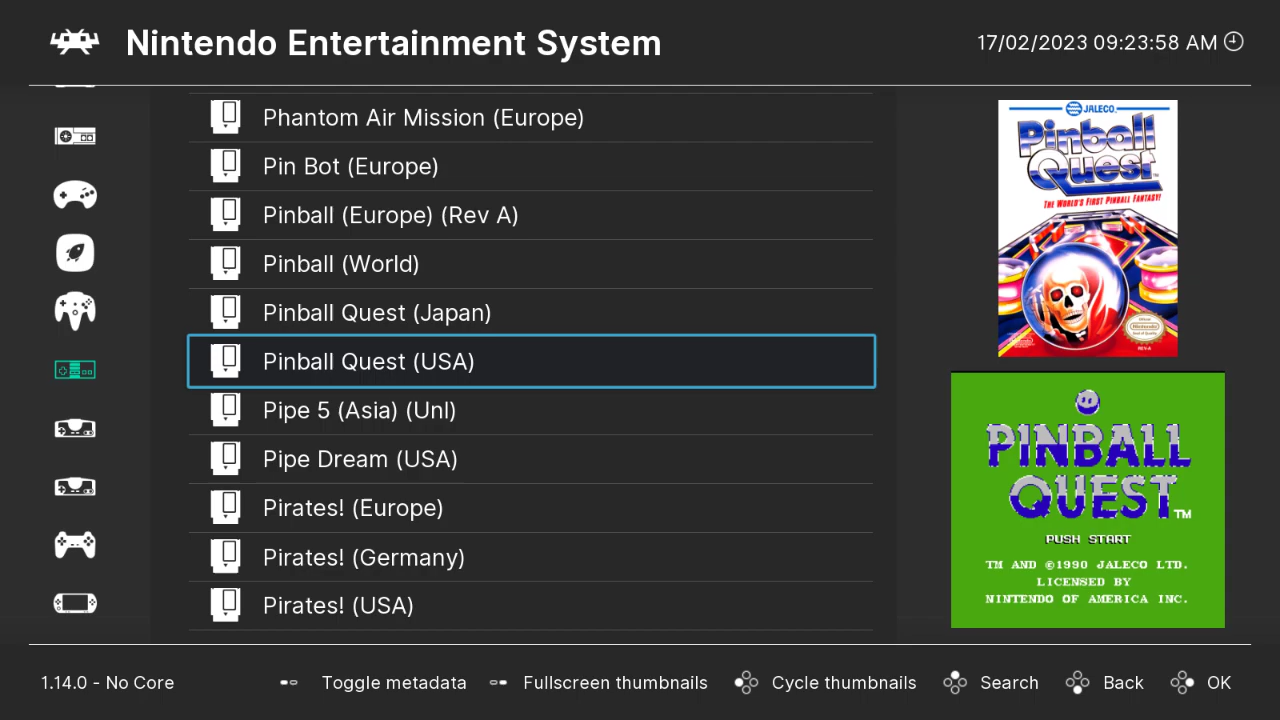 Nintendo Entertainment System
17/02/2023 09:23:58 AM
Phantom Air Mission (Europe)
Pin Bot (Europe)
Pinball (Europe) (Rev A)
Pinball (World)
Pinball Quest (Japan)
Pinball Quest (USA)
Pipe 5 (Asia) (Unl)
Pipe Dream (USA)
Pirates! (Europe)
Pirates! (Germany)
Pirates! (USA)
JALECO
Pinball
Quest
THE WORLD'S FIRST PINBALL FANTASY!
Nintendo
REV-A
PINBALL
QUEST TM
PUSH START
TM AND ©1990 JALECO LTD.
LICENSED BY
NINTENDO OF AMERICA INC.
1.14.0 - No Core
Toggle metadata
Fullscreen thumbnails
Cycle thumbnails
Search
Back
OK